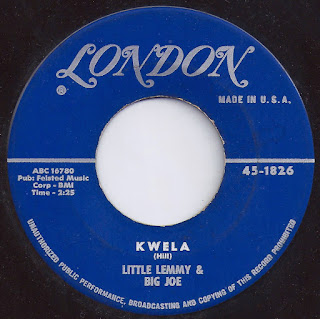 LONDON
®
MADE IN U.S.A.
ABC 16780
Pub: Feisted Music
Corp - BMI
Time - 2:25
45-1826
KWELA
(Hill)
LITTLE LEMMY &
BIG JOE
UNAUTHORIZED PUBLIC PERFORMANCE, BROADCASTING AND COPYING OF THIS RECORD PROHIBITED